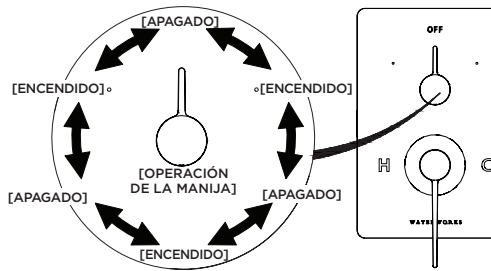 [APAGADO]
[ENCENDIDO]
[ENCENDIDO]
[OPERACIÓN
DE LA MANIJA]
[APAGADO]
[APAGADO]
[ENCENDIDO]
OFF
H
C
WATERWORKS